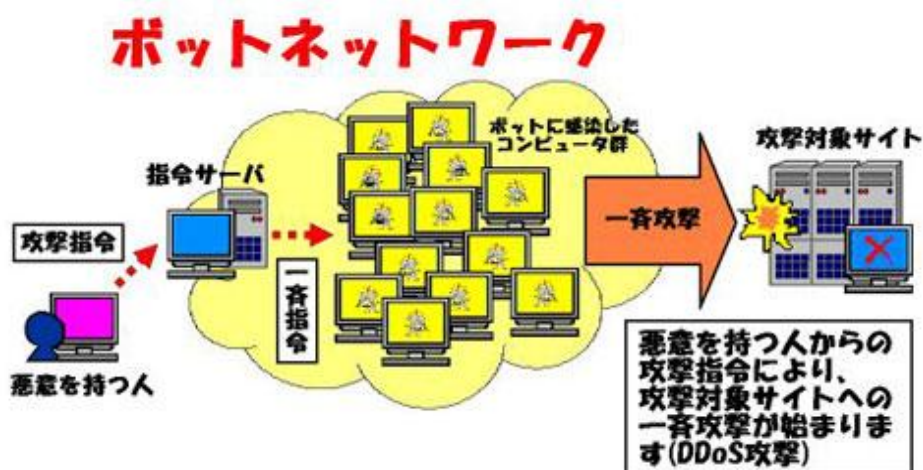 ボットネットワーク
ボットに感染した
コンピュータ群
攻撃対象サイト
指令サーバ
攻撃指令
一斉指令
一斉攻撃
悪意を持つ人
悪意を持つ人からの
攻撃指令により、
攻撃対象サイトへの
一斉攻撃が始まりま
す(DDoS攻撃)